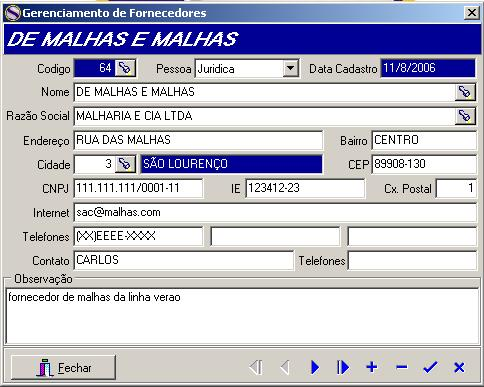 Gerenciamento de Fornecedores
DE MALHAS E MALHAS
Codigo 64 Pessoa Juridica Data Cadastro 11/8/2006
Nome DE MALHAS E MALHAS
Razão Social MALHARIA E CIA LTDA
Endereço RUA DAS MALHAS Bairro CENTRO
Cidade 3 SÃO LOURENÇO CEP 89908-130
CNPJ 111.111.111/0001-11 IE 123412-23 Cx. Postal 1
Internet sac@malhas.com
Telefones (XX)EEEE-XXXX
Contato CARLOS Telefones
Observação
fornecedor de malhas da linha verao
Fechar